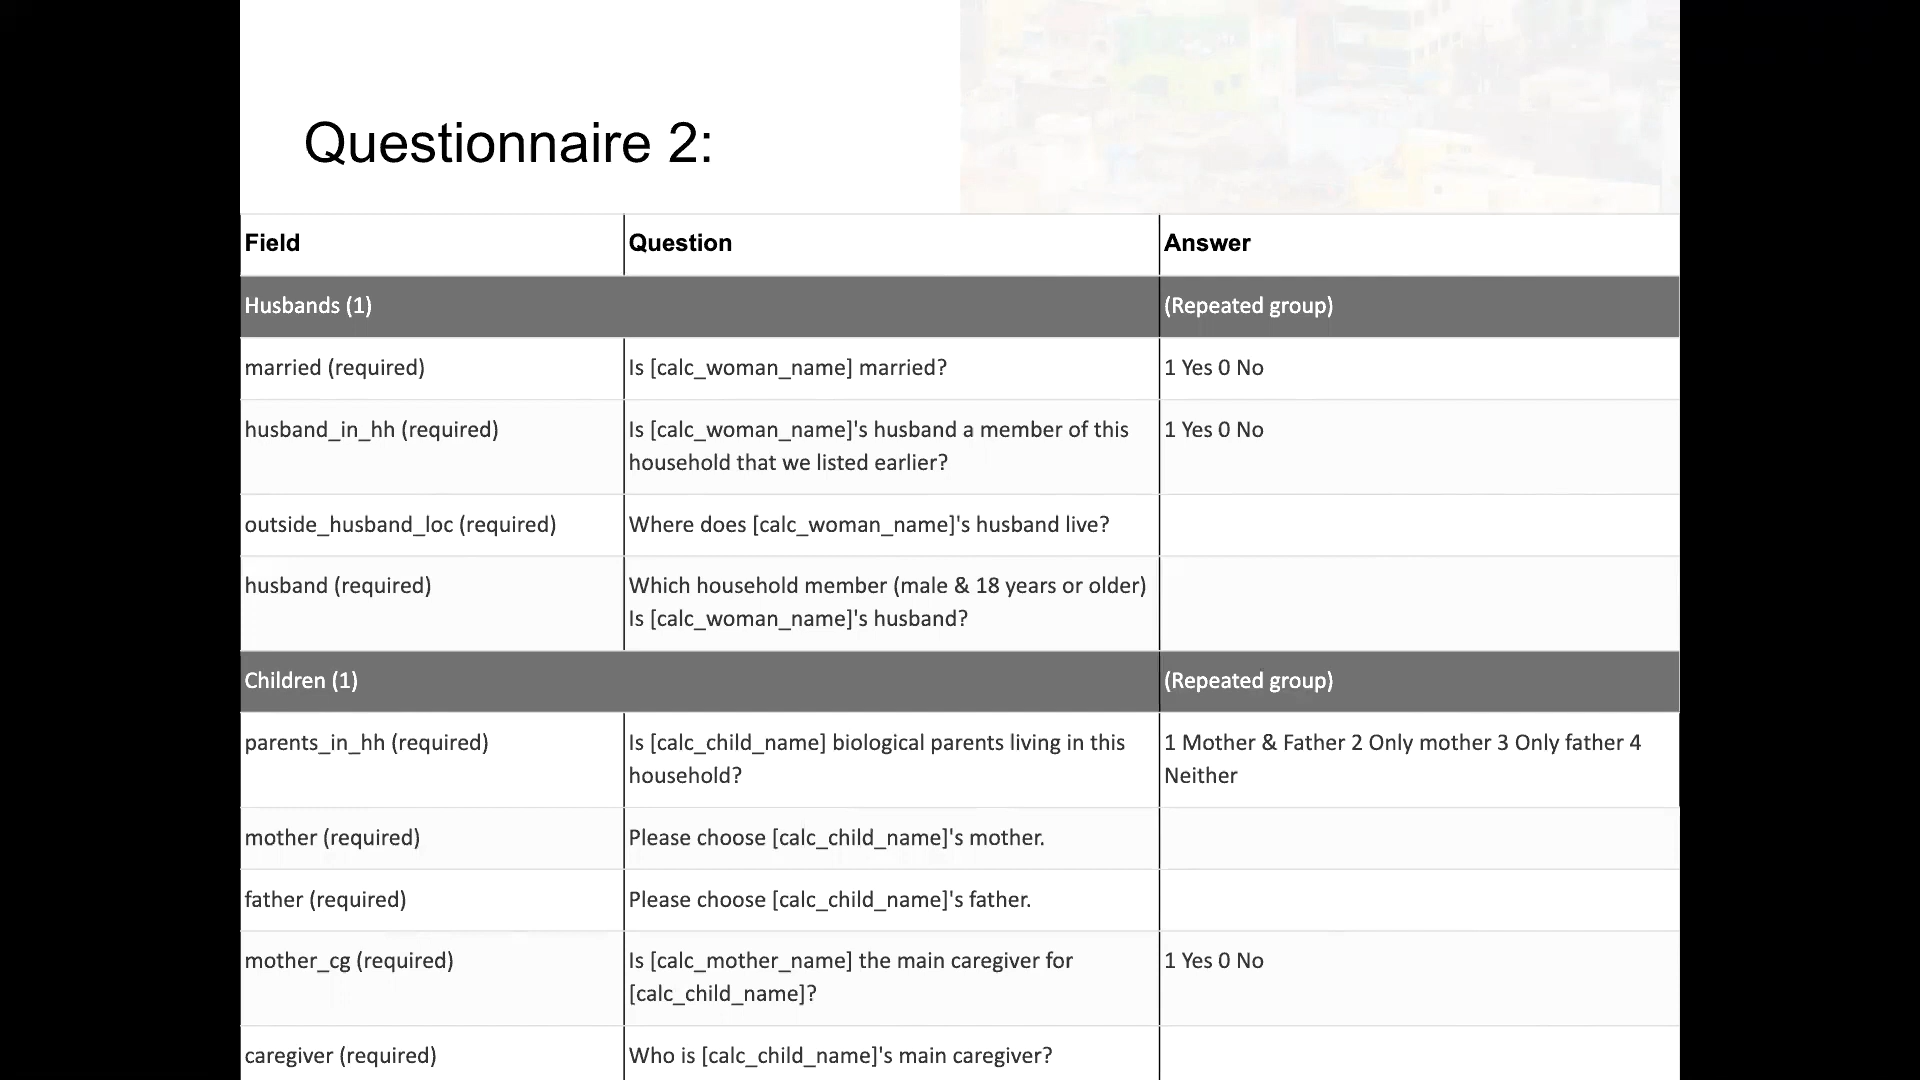 Questionnaire 2:
Field Question Answer
Husbands (1) (Repeated group)
married (required) Is [calc_woman_name] married? 1 Yes 0 No
husband_in_hh (required) Is [calc_woman_name]'s husband a member of this 1 Yes 0 No
household that we listed earlier?
outside_husband_loc (required) Where does [calc_woman_name]'s husband live?
husband (required) Which household member (male & 18 years or older)
Is [calc_woman_name]'s husband?
Children (1) (Repeated group)
parents_in_hh (required) Is [calc_child_name] biological parents living in this 1 Mother & Father 2 Only mother 3 Only father 4
household? Neither
mother (required) Please choose [calc_child_name]'s mother.
father (required) Please choose [calc_child_name]'s father.
mother_cg (required) Is [calc_mother_name] the main caregiver for 1 Yes 0 No
[calc_child_name]?
caregiver (required) Who is [calc_child_name]'s main caregiver?